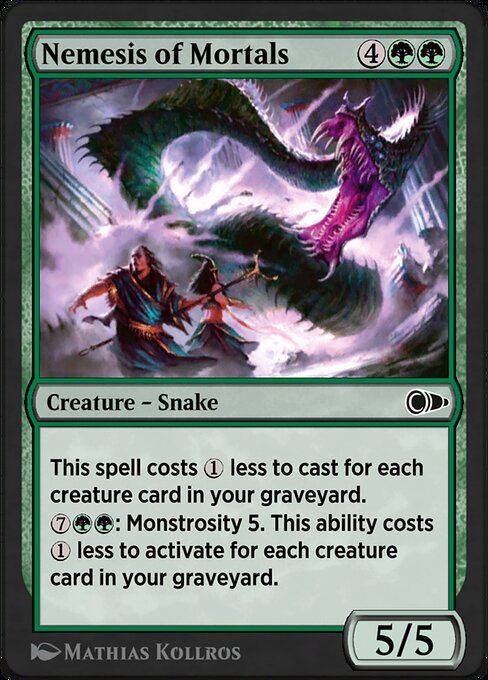 Nemesis of Mortals 4
Creature – Snake
This spell costs 1 less to cast for each
creature card in your graveyard.
7: Monstrosity 5. This ability costs
1 less to activate for each creature
card in your graveyard.
5/5
Mathias Kollros